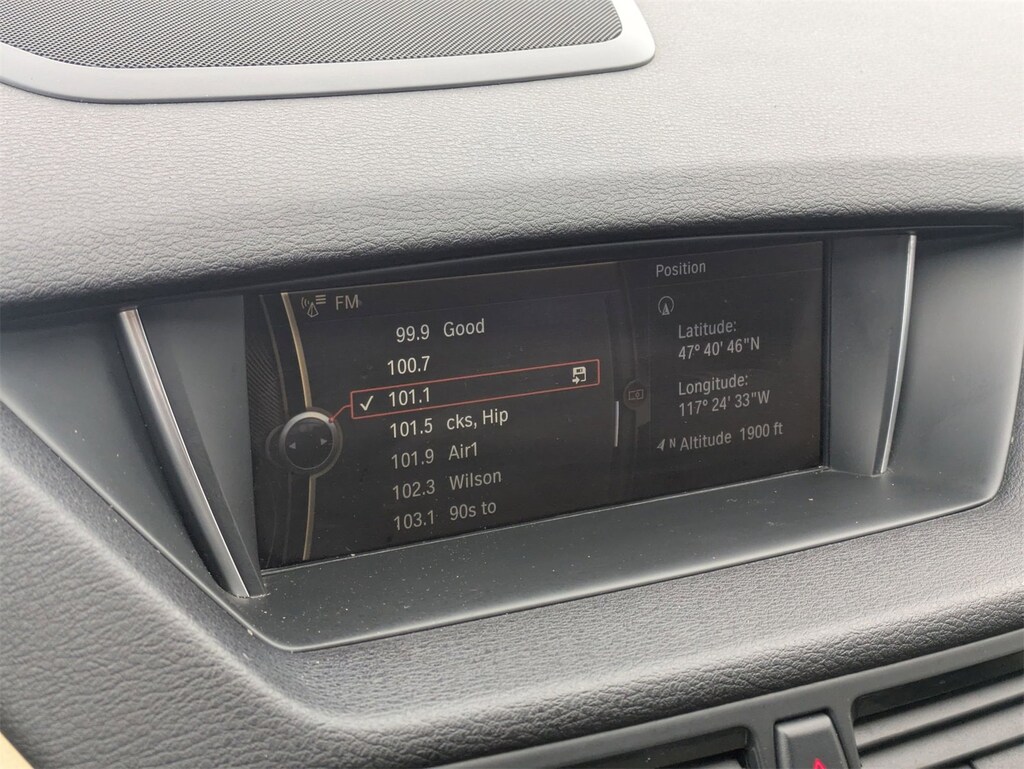 FM
99.9 Good
100.7
101.1
101.5 cks, Hip
101.9 Air1
102.3 Wilson
103.1 90s to
Position
Latitude:
47° 40' 46"N
Longitude:
117° 24' 33"W
N Altitude 1900 ft